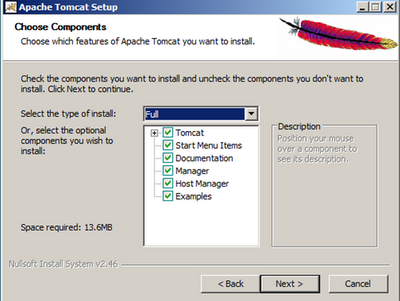 Apache Tomcat Setup
Choose Components
Choose which features of Apache Tomcat you want to install.
Check the components you want to install and uncheck the components you don't want to
install. Click Next to continue.
Select the type of install:
Full
Or, select the optional
components you wish to
install:
Tomcat
Start Menu Items
Documentation
Manager
Host Manager
Examples
Description
Position your mouse
over a component to
see its description.
Space required: 13.6MB
Nullsoft Install System v2.46
< Back
Next >
Cancel